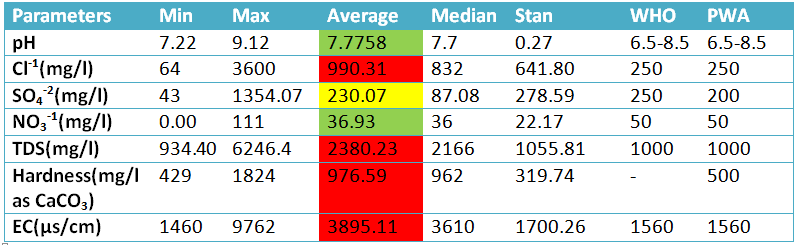 Parameters Min Max Average Median Stan WHO PWA
pH 7.22 9.12 7.7758 7.7 0.27 6.5-8.5 6.5-8.5
Cl⁻¹(mg/l) 64 3600 990.31 832 641.80 250 250
SO₄⁻²(mg/l) 43 1354.07 230.07 87.08 278.59 250 200
NO₃⁻¹(mg/l) 0.00 111 36.93 36 22.17 50 50
TDS(mg/l) 934.40 6246.4 2380.23 2166 1055.81 1000 1000
Hardness(mg/l 429 1824 976.59 962 319.74 - 500
as CaCO₃)
EC(µs/cm) 1460 9762 3895.11 3610 1700.26 1560 1560